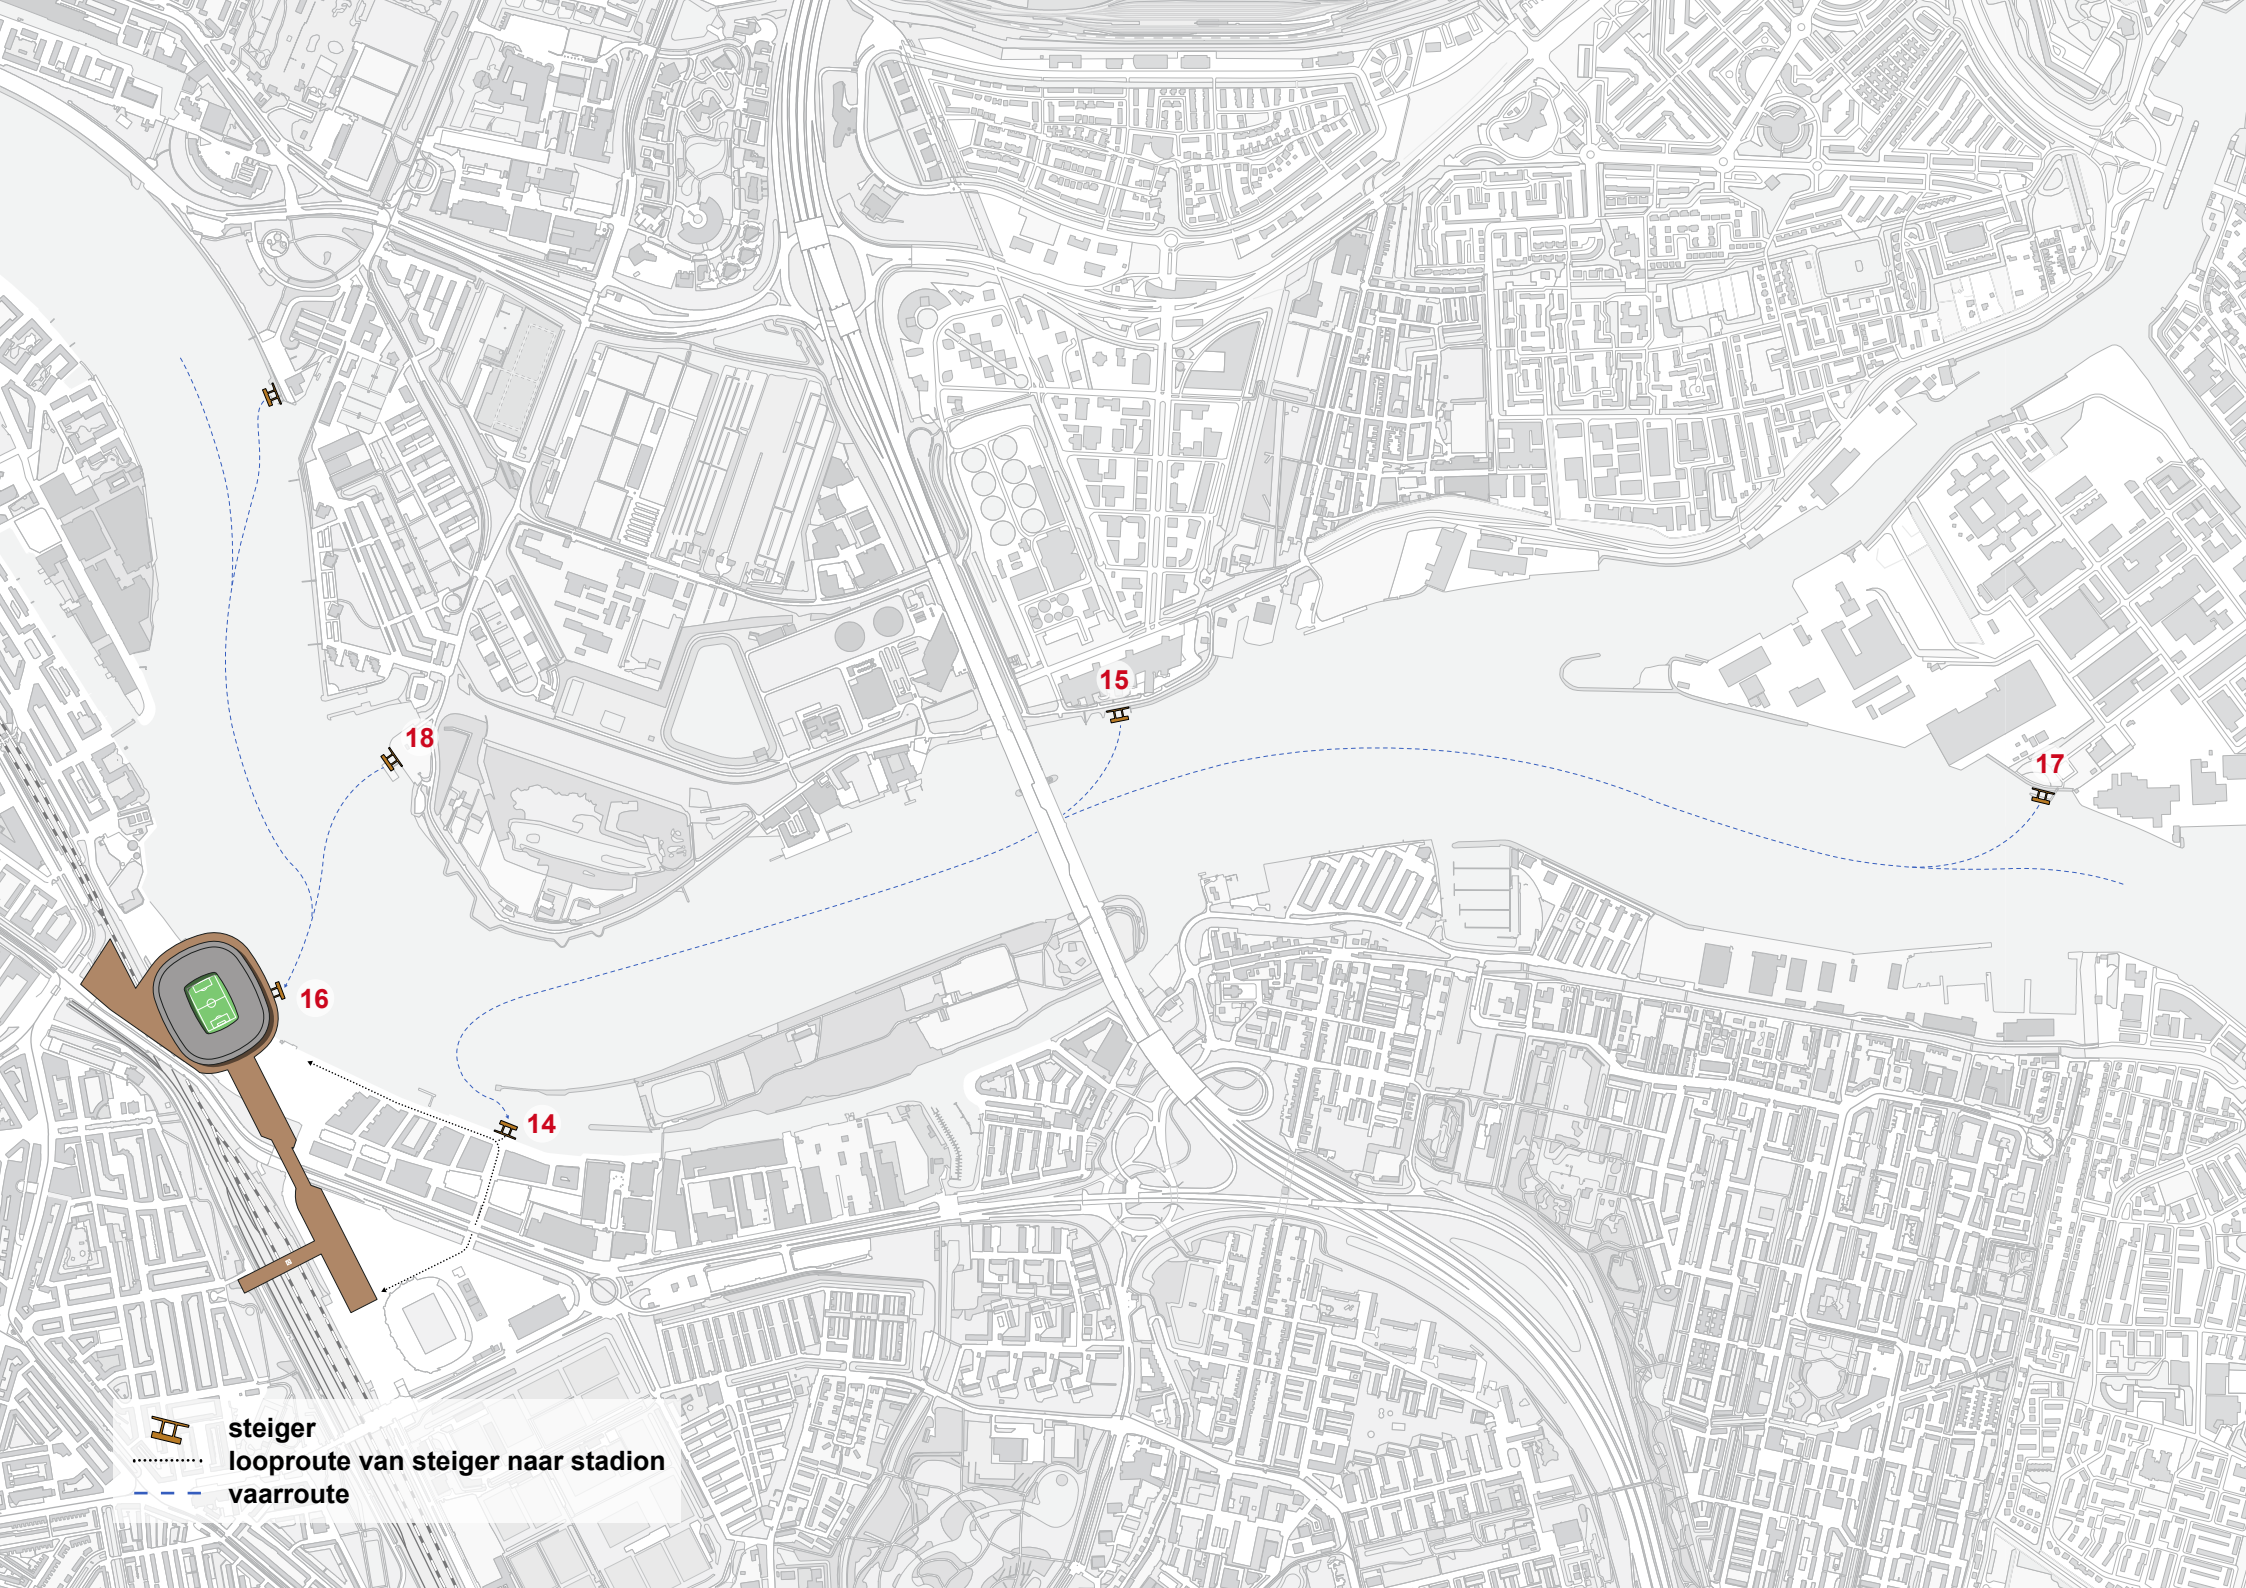 15
18
17
16
14
steiger
looproute van steiger naar stadion
vaarroute